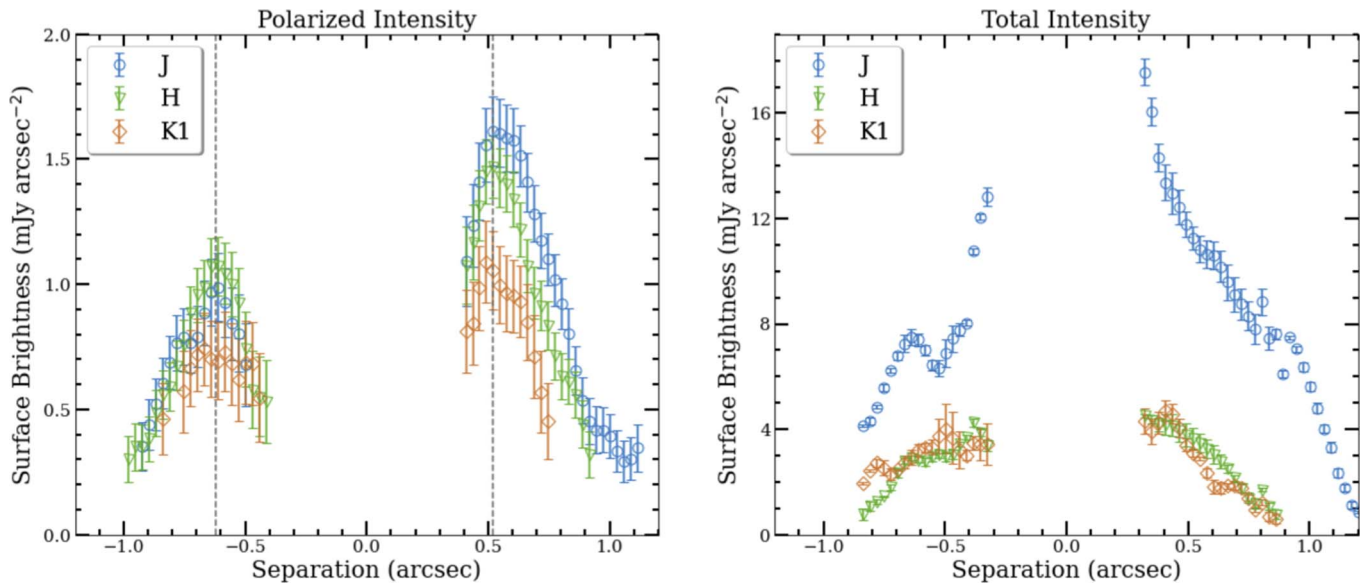 Polarized Intensity
J
H
K1
2.0
1.5
1.0
0.5
0.0
Surface Brightness (mJy arcsec⁻²)
−1.0 −0.5 0.0 0.5 1.0
Separation (arcsec)
Total Intensity
J
H
K1
16
12
8
4
0
Surface Brightness (mJy arcsec⁻²)
−1.0 −0.5 0.0 0.5 1.0
Separation (arcsec)